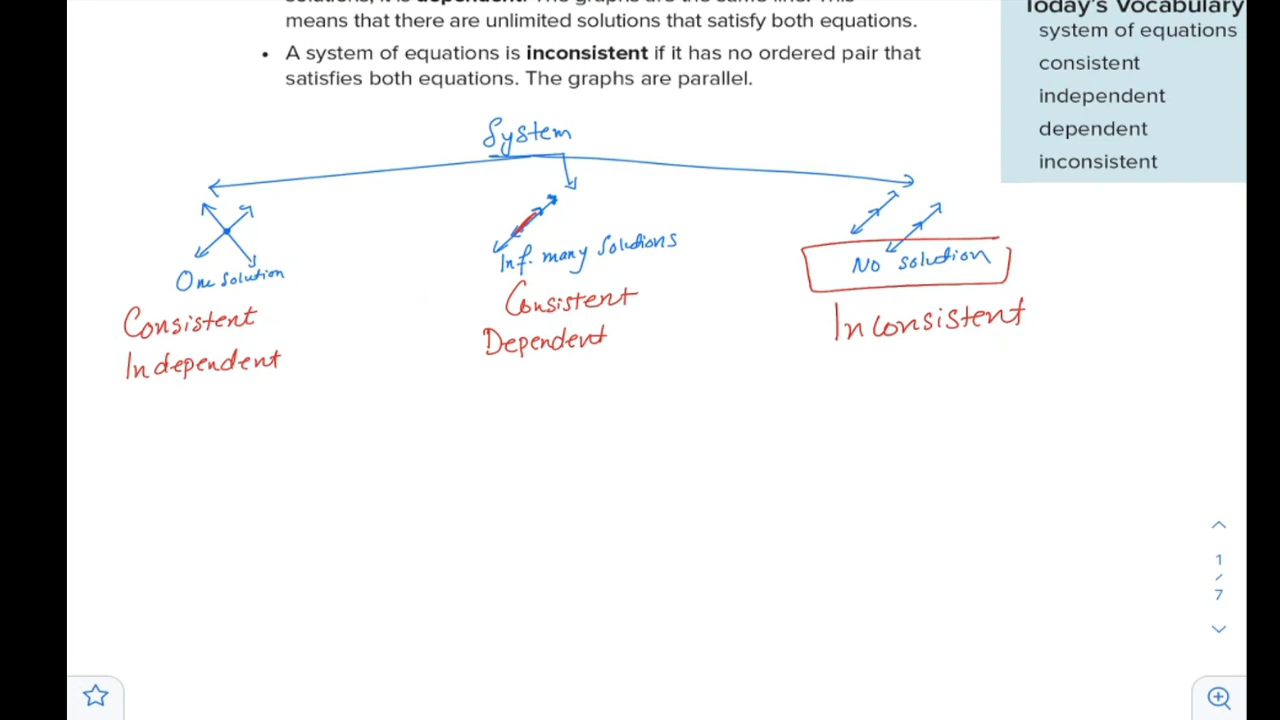 means that there are unlimited solutions that satisfy both equations.
• A system of equations is inconsistent if it has no ordered pair that
satisfies both equations. The graphs are parallel.
Today's Vocabulary
system of equations
consistent
independent
dependent
inconsistent
System
One solution
Consistent
Independent
Inf. many solutions
Consistent
Dependent
No solution
Inconsistent
1
/
7